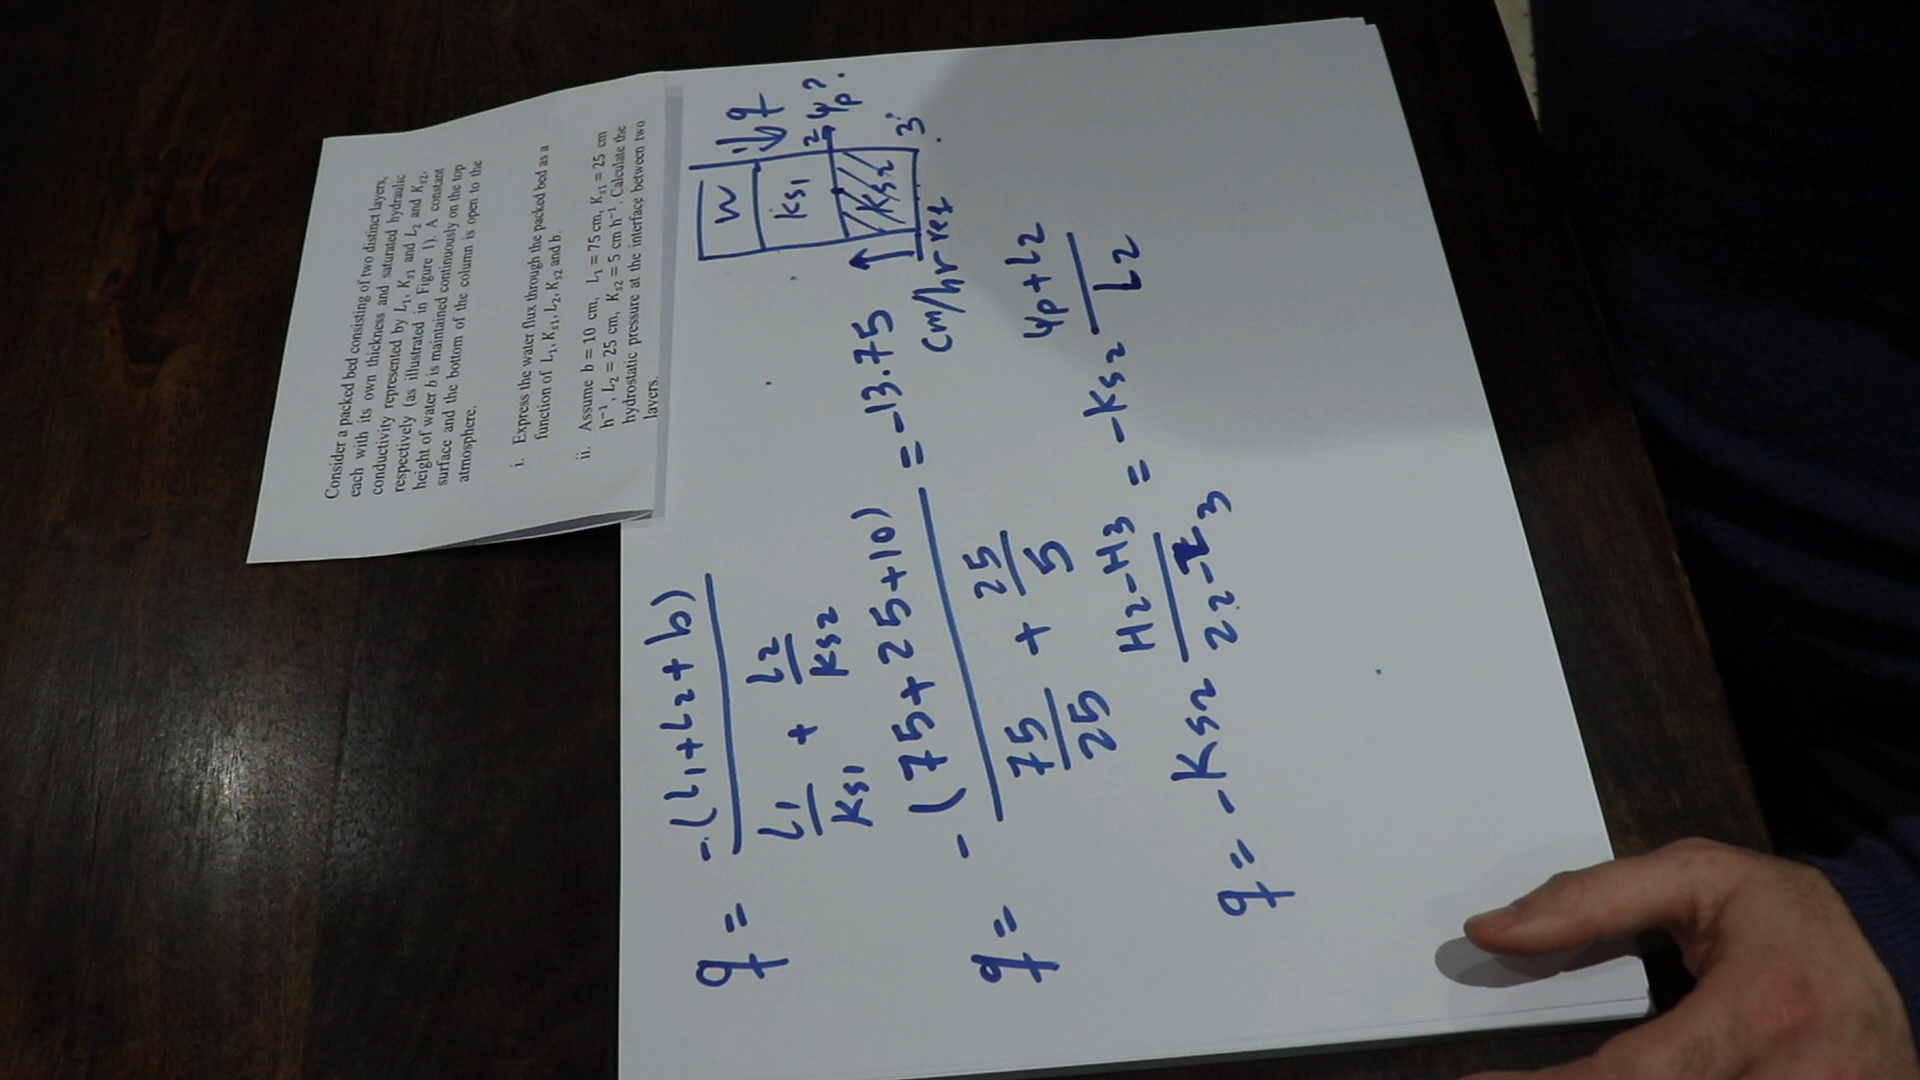 Consider a packed bed consisting of two distinct layers,
each with its own thickness and saturated hydraulic
conductivity represented by L₁, Kₛ₁ and L₂ and Kₛ₂,
respectively (as illustrated in Figure 1). A constant
height of water b is maintained continuously on the top
surface and the bottom of the column is open to the
atmosphere.
i. Express the water flux through the packed bed as a
function of L₁, Kₛ₁, L₂, Kₛ₂ and b.
ii. Assume b = 10 cm, L₁ = 75 cm, Kₛ₁ = 25 cm
h⁻¹, L₂ = 25 cm, Kₛ₂ = 5 cm h⁻¹. Calculate the
hydrostatic pressure at the interface between two
layers.
W
1 q
Ks1
2 → Ψp?
Ks2
3
ref
q = -(L1+L2+b) / (L1/Ks1 + L2/Ks2)
q = -(75+25+10) / (75/25 + 25/5) = -13.75 ↑
cm/hr
q = -Ks2 (H2-H3)/(z2-z3) = -Ks2 (Ψp+L2)/L2